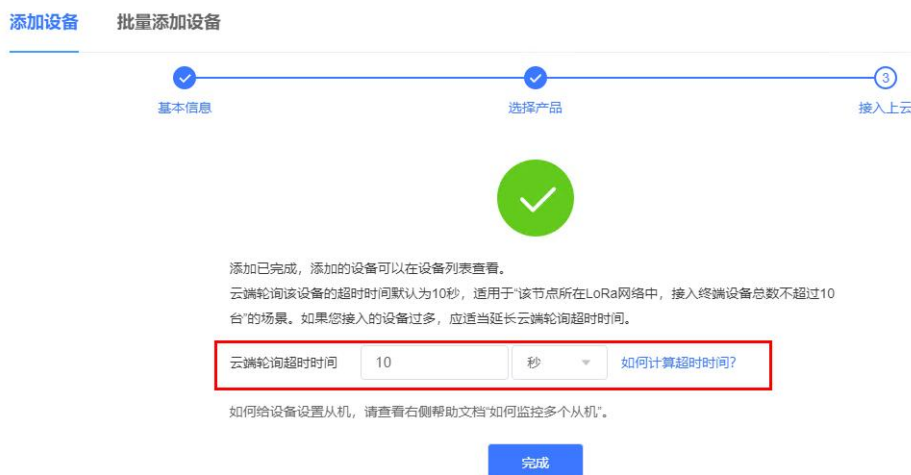 添加设备 批量添加设备
3
基本信息 选择产品 接入上云
添加已完成，添加的设备可以在设备列表查看。
云端轮询该设备的超时时间默认为10秒，适用于“该节点所在LoRa网络中，接入终端设备总数不超过10
台”的场景。如果您接入的设备过多，应适当延长云端轮询超时时间。
云端轮询超时时间 10 秒 如何计算超时时间?
如何给设备设置从机，请查看右侧帮助文档“如何监控多个从机”。
完成